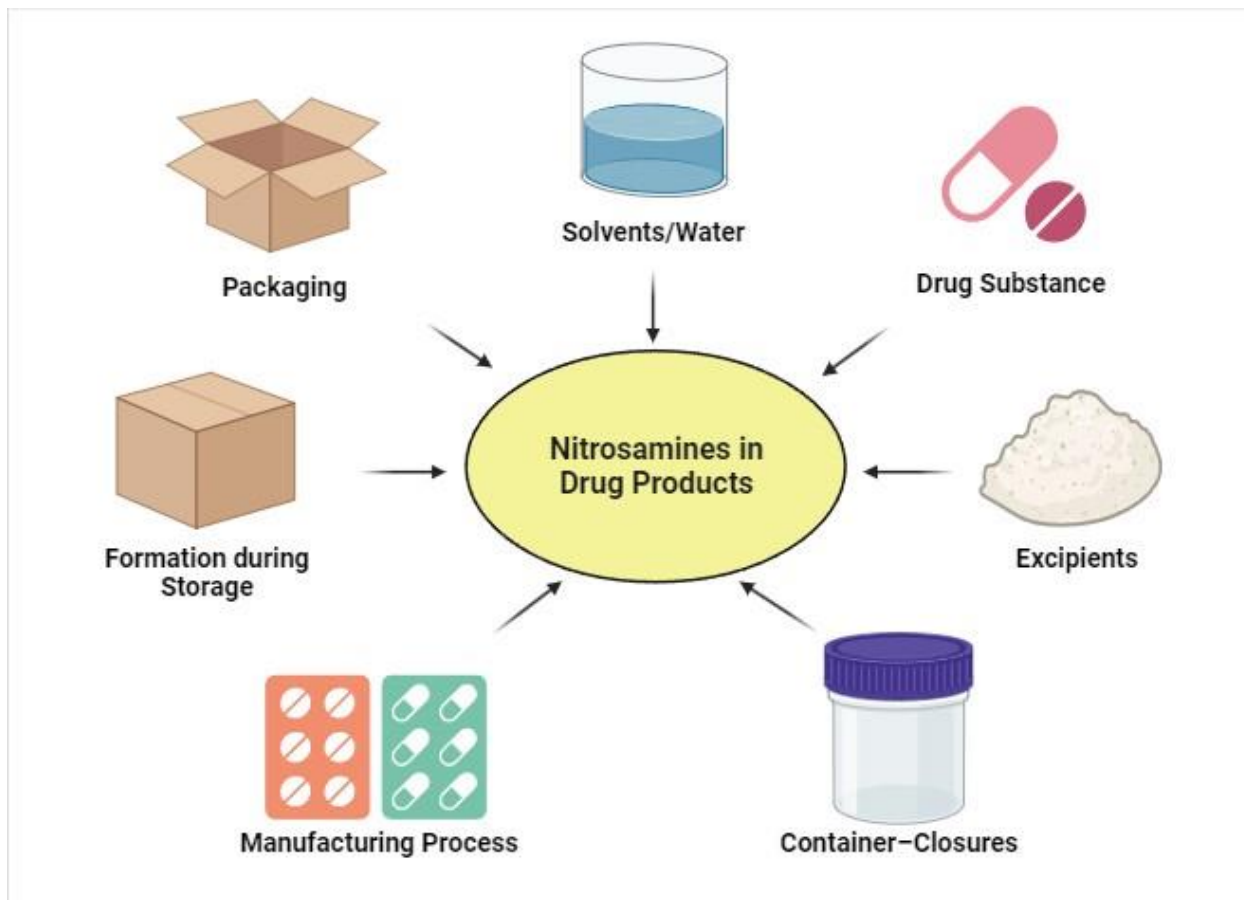 Solvents/Water
Packaging
Drug Substance
Nitrosamines in
Drug Products
Formation during
Storage
Excipients
Manufacturing Process
Container–Closures